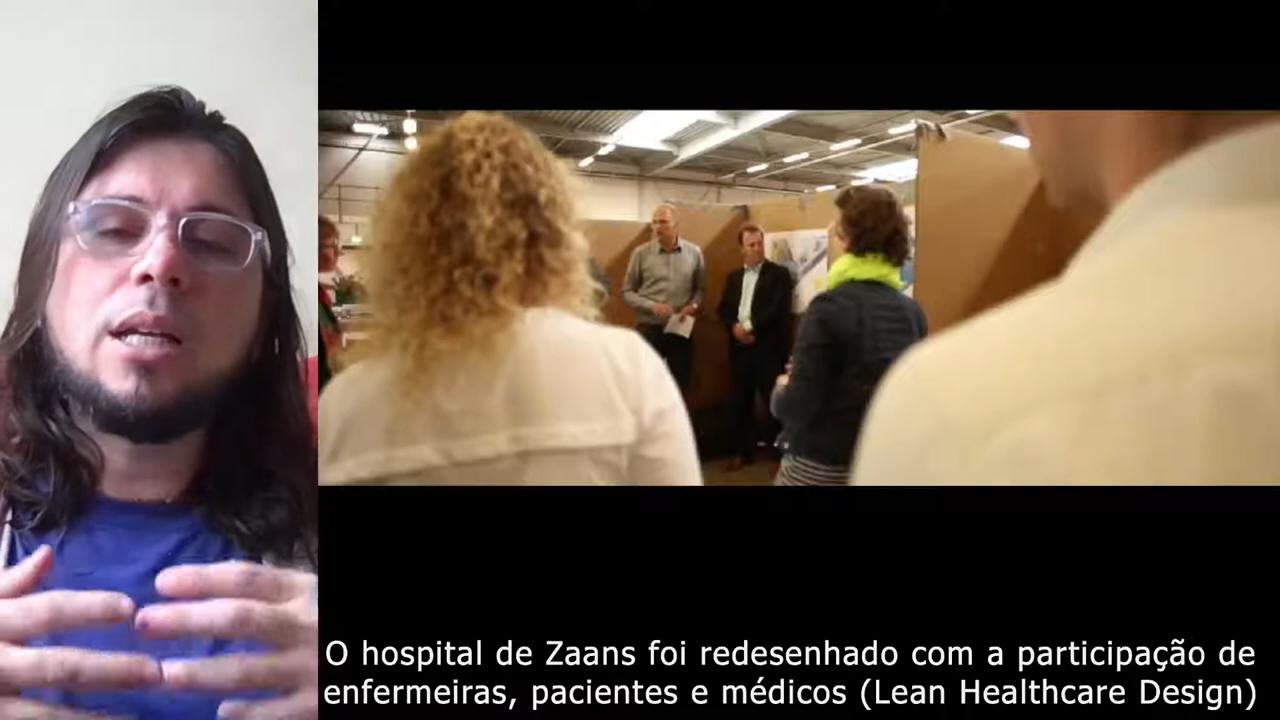 O hospital de Zaans foi redesenhado com a participação de
enfermeiras, pacientes e médicos (Lean Healthcare Design)